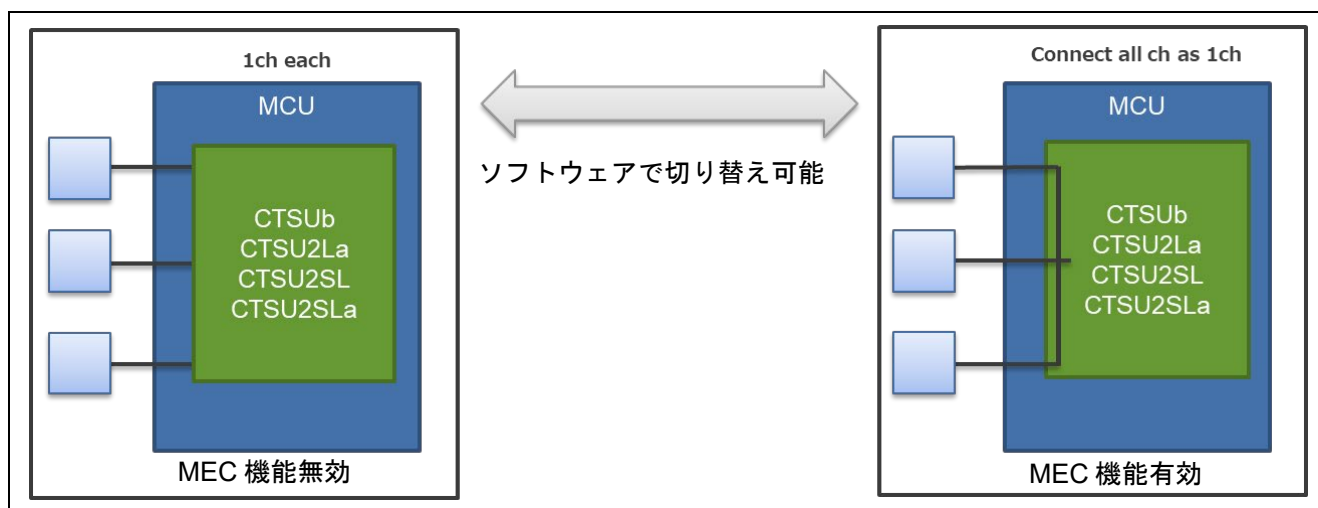 1ch each
MCU
CTSUb
CTSU2La
CTSU2SL
CTSU2SLa
MEC 機能無効
ソフトウェアで切り替え可能
Connect all ch as 1ch
MCU
CTSUb
CTSU2La
CTSU2SL
CTSU2SLa
MEC 機能有効